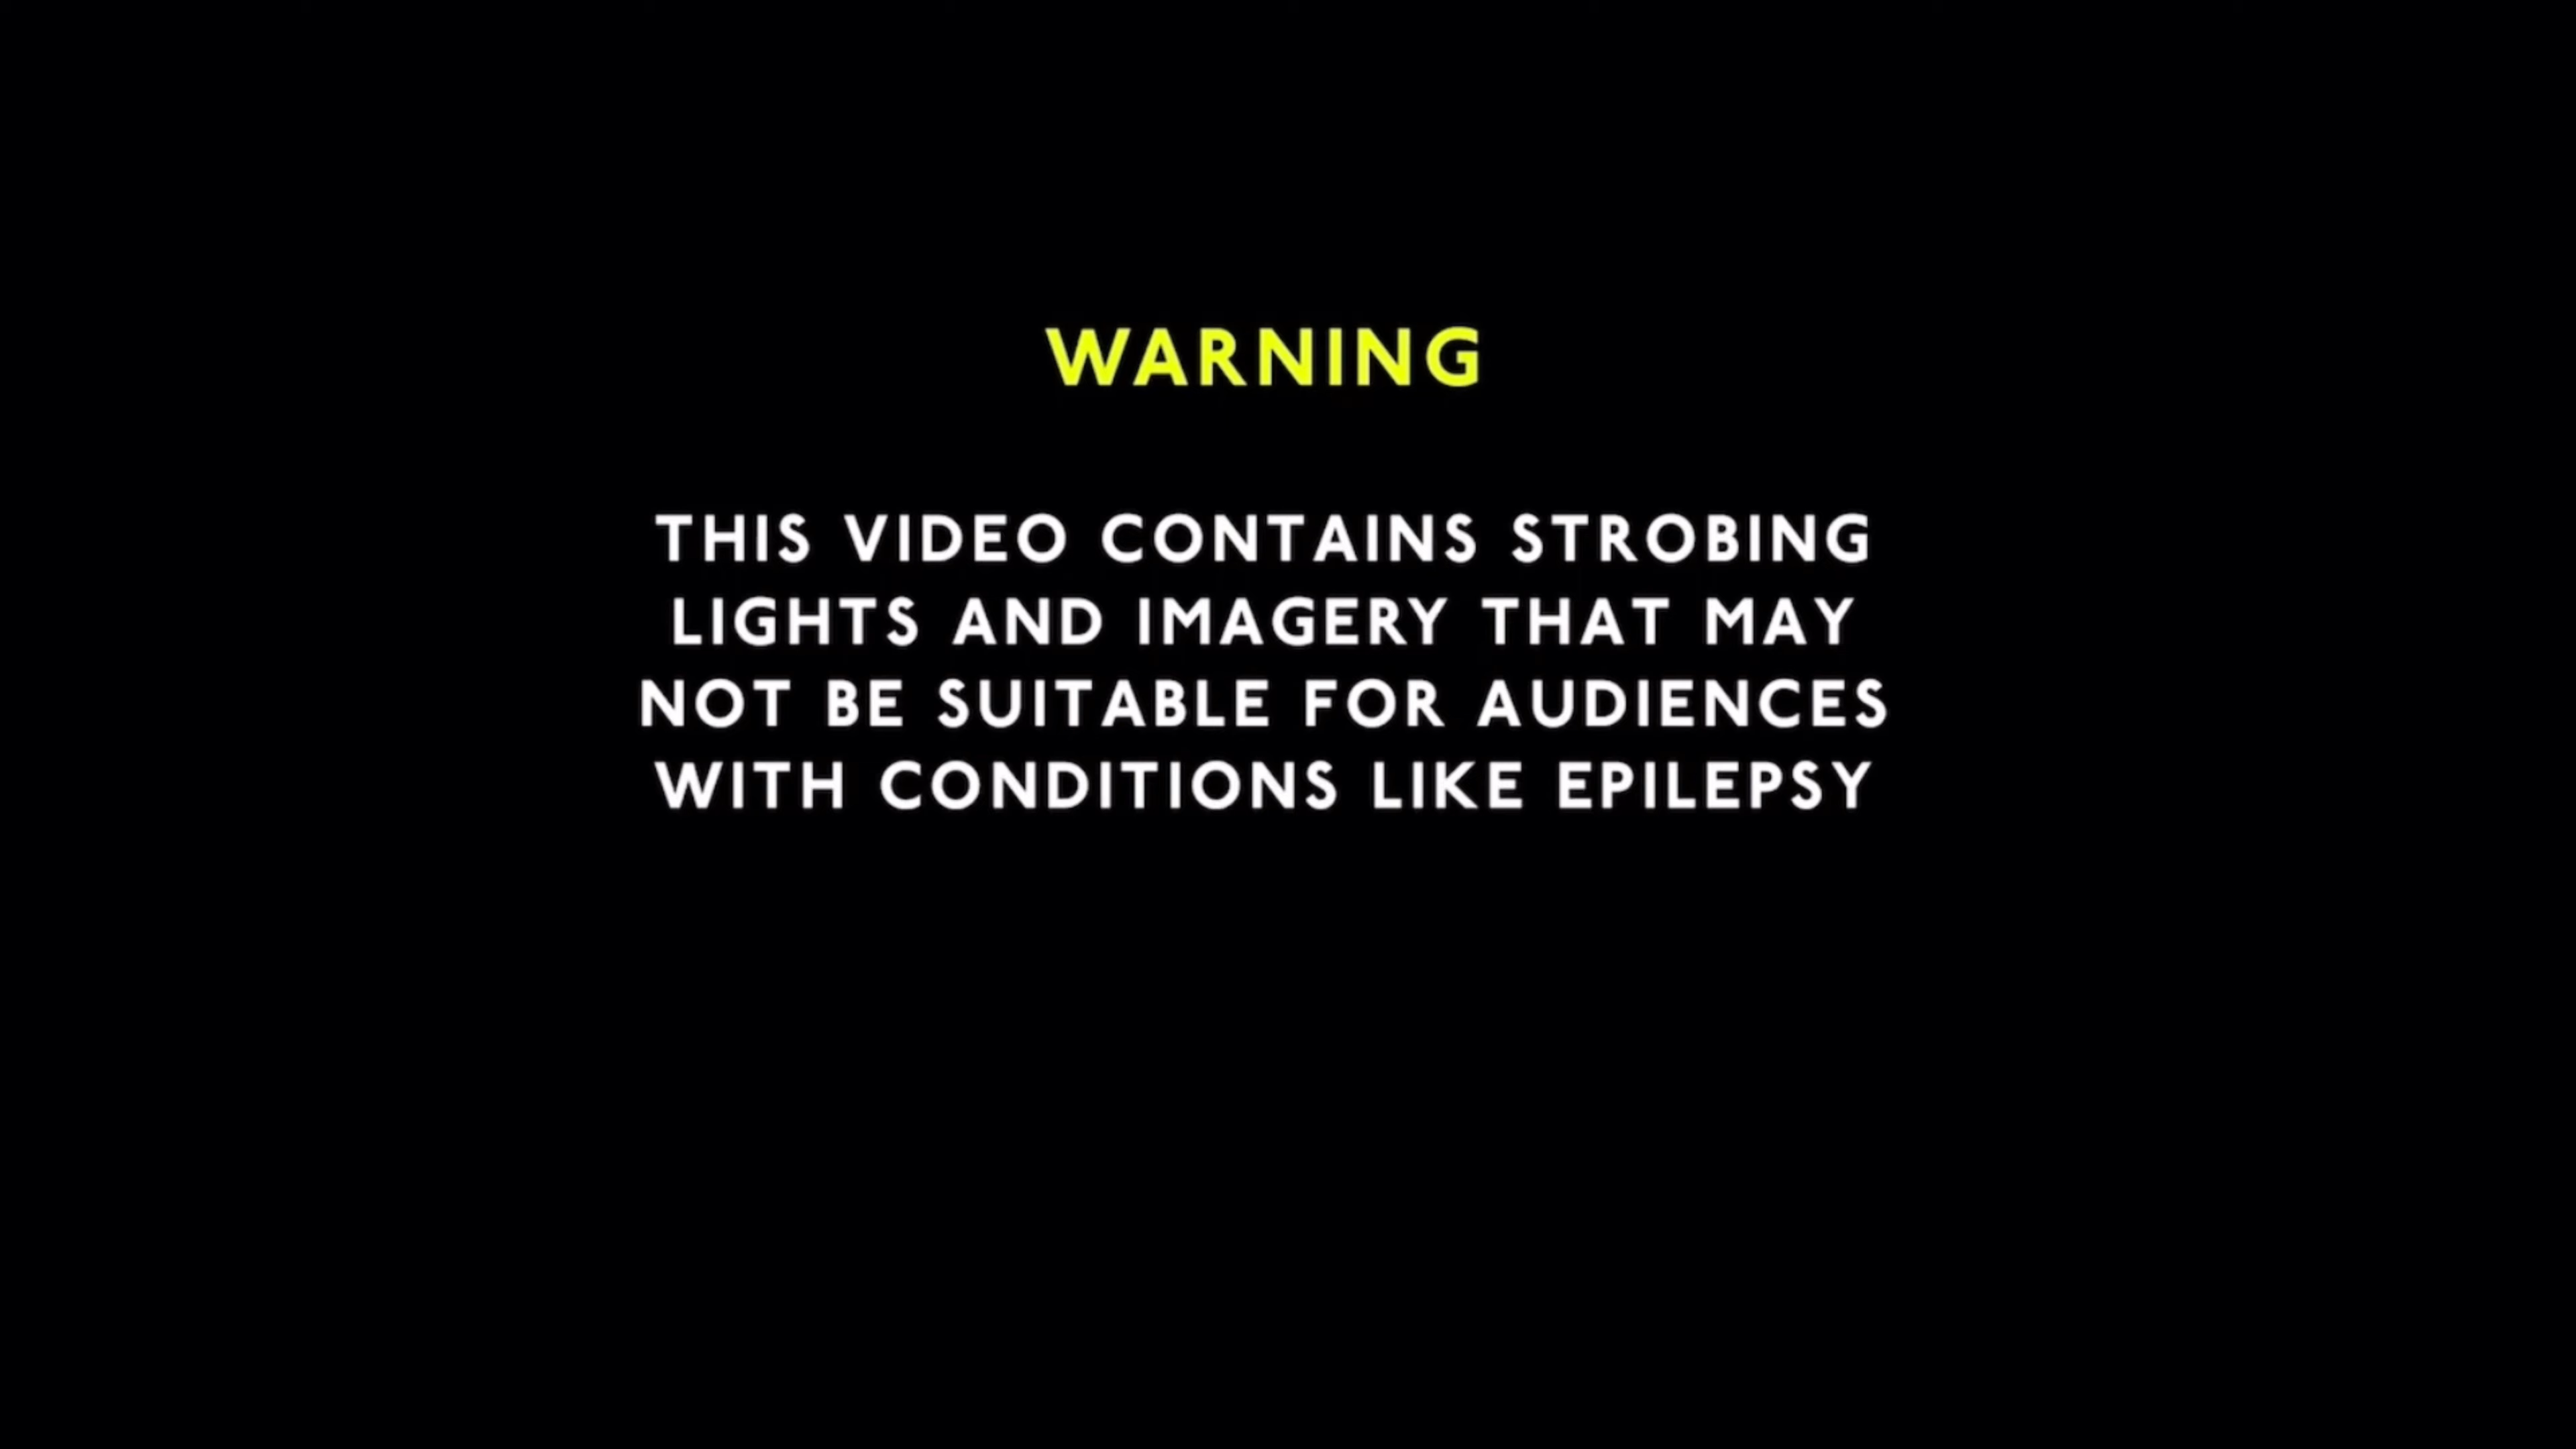 WARNING
THIS VIDEO CONTAINS STROBING
LIGHTS AND IMAGERY THAT MAY
NOT BE SUITABLE FOR AUDIENCES
WITH CONDITIONS LIKE EPILEPSY